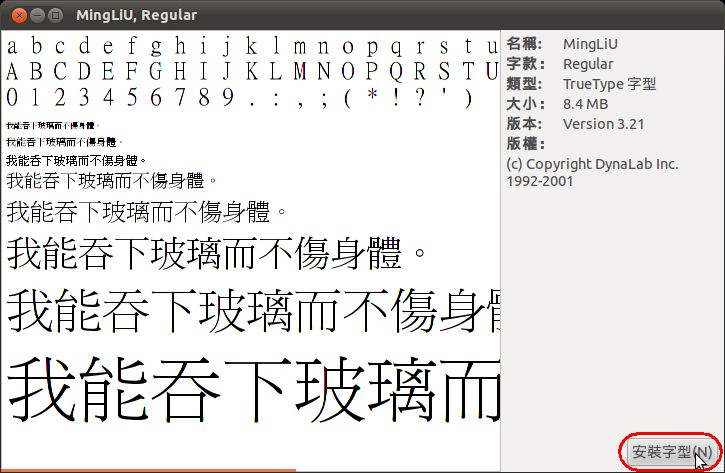 MingLiU, Regular
a b c d e f g h i j k l m n o p q r s t u
A B C D E F G H I J K L M N O P Q R S T U
0 1 2 3 4 5 6 7 8 9 . : , ; ( * ! ? ' )
我能吞下玻璃而不傷身體。
我能吞下玻璃而不傷身體。
我能吞下玻璃而不傷身體。
我能吞下玻璃而不傷身體。
我能吞下玻璃而不傷身體。
我能吞下玻璃而不傷身體。
我能吞下玻璃而不傷身體
我能吞下玻璃而
名稱: MingLiU
字款: Regular
類型: TrueType 字型
大小: 8.4 MB
版本: Version 3.21
版權:
(c) Copyright DynaLab Inc.
1992-2001
安裝字型(N)